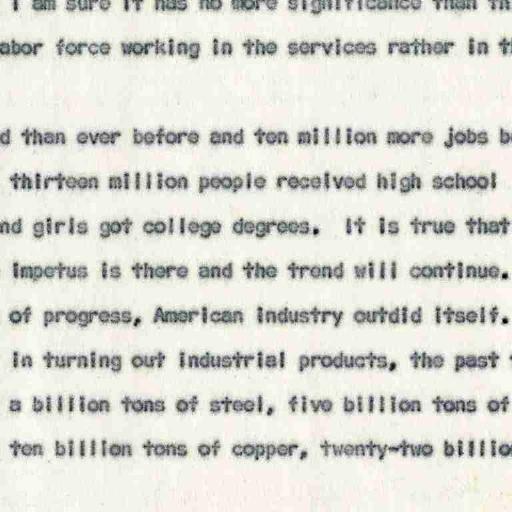 I am sure it has no more significance than
abor force working in the services rather in
d than ever before and ten million more jobs
thirteen million people received high school
nd girls got college degrees. It is true that
impetus is there and the trend will continue.
of progress, American industry outdid itself.
in turning out industrial products, the past
a billion tons of steel, five billion tons of
ten billion tons of copper, twenty-two billio